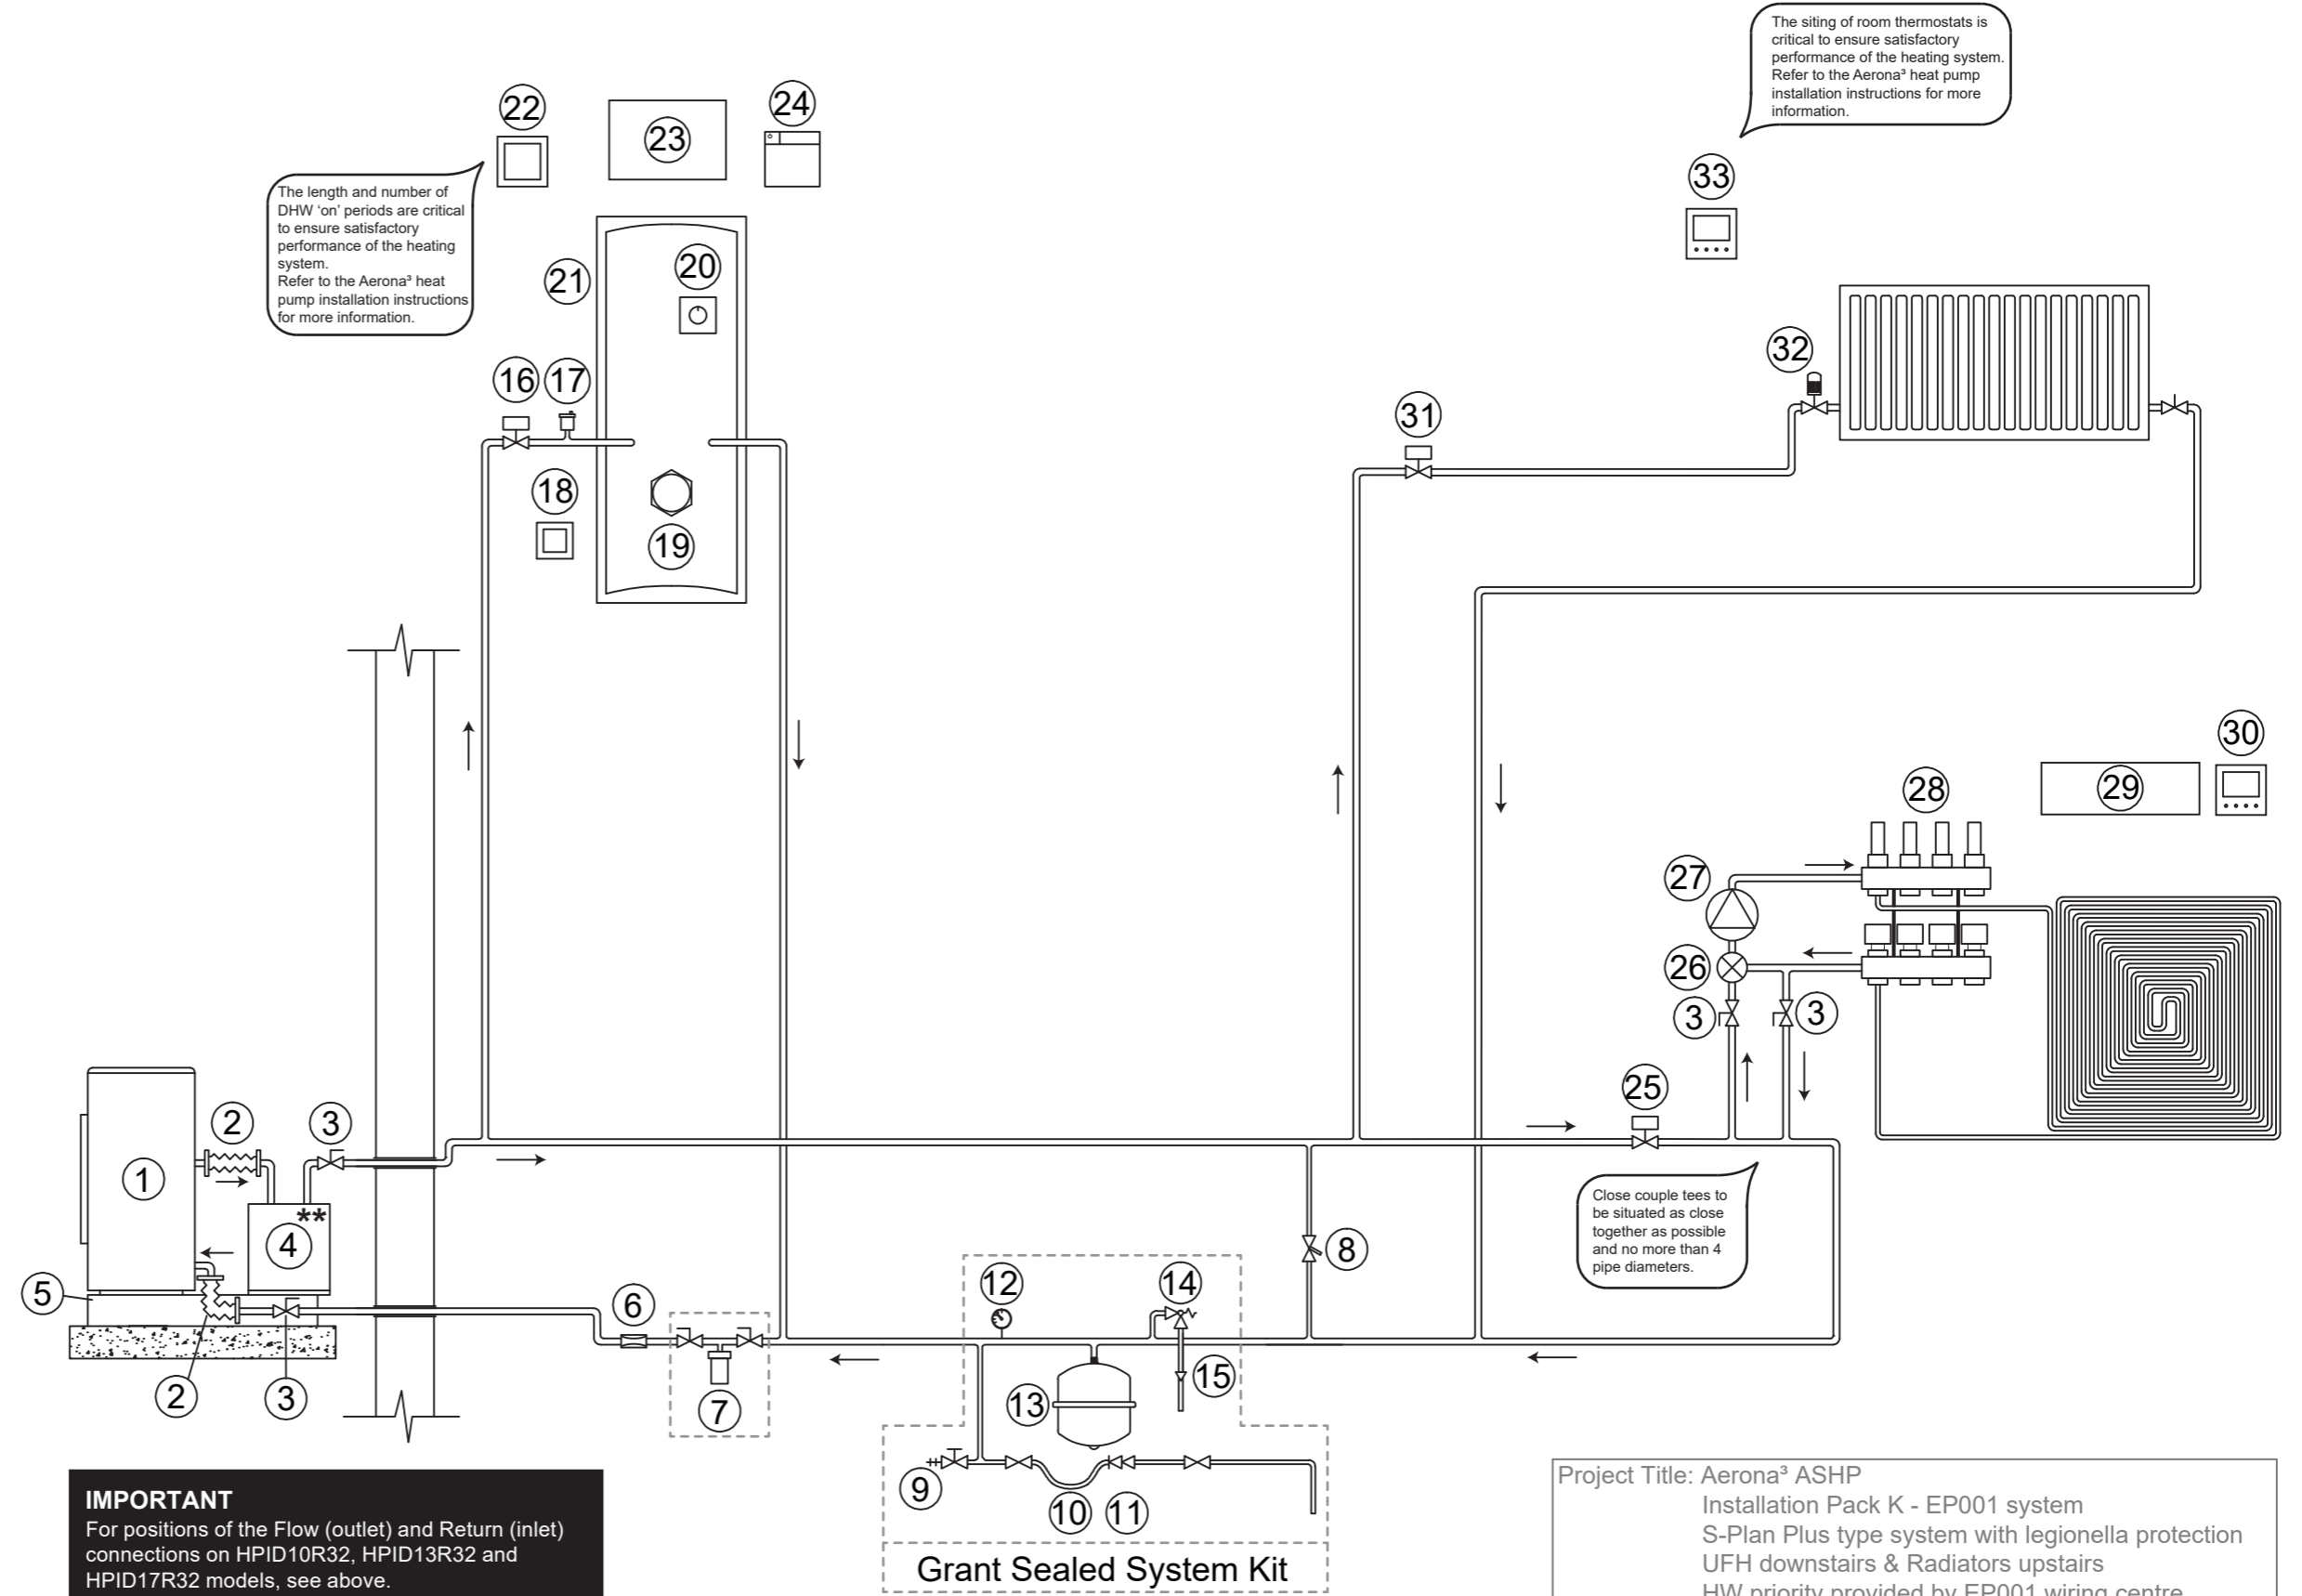 The siting of room thermostats is
critical to ensure satisfactory
performance of the heating system.
Refer to the Aerona³ heat pump
installation instructions for more
information.
22
23
24
33
The length and number of
DHW ‘on’ periods are critical
to ensure satisfactory
performance of the heating
system.
Refer to the Aerona³ heat
pump installation instructions
for more information.
21
20
32
16
17
31
18
19
30
29
28
27
26
3
3
25
2
3
1
**
4
Close couple tees to
be situated as close
together as possible
and no more than 4
pipe diameters.
8
5
6
12
14
15
2
3
7
13
9
10
11
Grant Sealed System Kit
IMPORTANT
For positions of the Flow (outlet) and Return (inlet)
connections on HPID10R32, HPID13R32 and
HPID17R32 models, see above.
Project Title: Aerona³ ASHP
Installation Pack K - EP001 system
S-Plan Plus type system with legionella protection
UFH downstairs & Radiators upstairs
HW priority provided by EP001 wiring centre